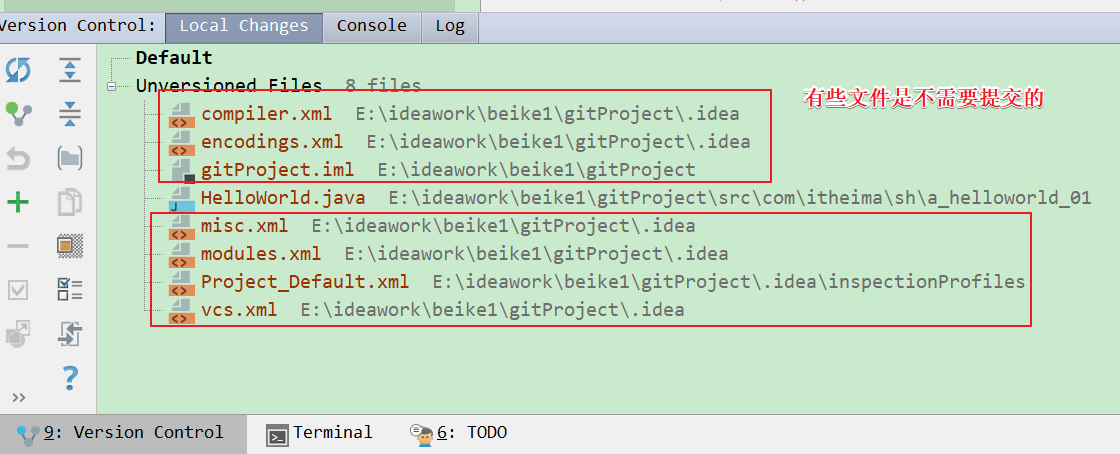 Version Control: Local Changes Console Log
Default
Unversioned Files 8 files
有些文件是不需要提交的
compiler.xml E:\ideawork\beike1\gitProject\.idea
encodings.xml E:\ideawork\beike1\gitProject\.idea
gitProject.iml E:\ideawork\beike1\gitProject
HelloWorld.java E:\ideawork\beike1\gitProject\src\com\itheima\sh\a_helloworld_01
misc.xml E:\ideawork\beike1\gitProject\.idea
modules.xml E:\ideawork\beike1\gitProject\.idea
Project_Default.xml E:\ideawork\beike1\gitProject\.idea\inspectionProfiles
vcs.xml E:\ideawork\beike1\gitProject\.idea
9: Version Control Terminal 6: TODO